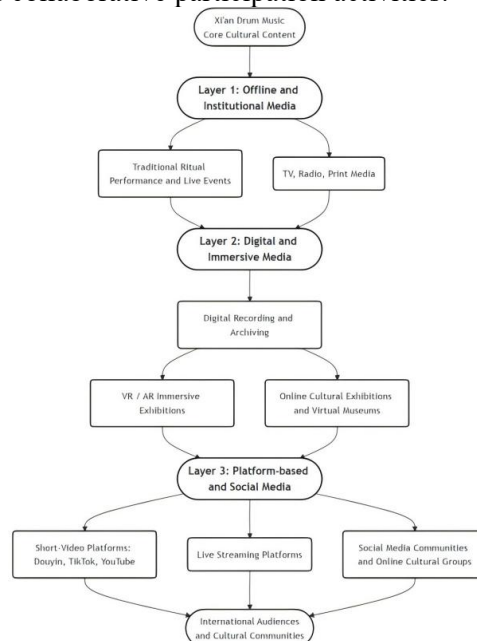 collaborative participation activities.
Xi'an Drum Music
Core Cultural Content
Layer 1: Offline and
Institutional Media
Traditional Ritual
Performance and Live Events
TV, Radio, Print Media
Layer 2: Digital and
Immersive Media
Digital Recording and
Archiving
VR / AR Immersive
Exhibitions
Online Cultural Exhibitions
and Virtual Museums
Layer 3: Platform-based
and Social Media
Short-Video Platforms:
Douyin, TikTok, YouTube
Live Streaming Platforms
Social Media Communities
and Online Cultural Groups
International Audiences
and Cultural Communities